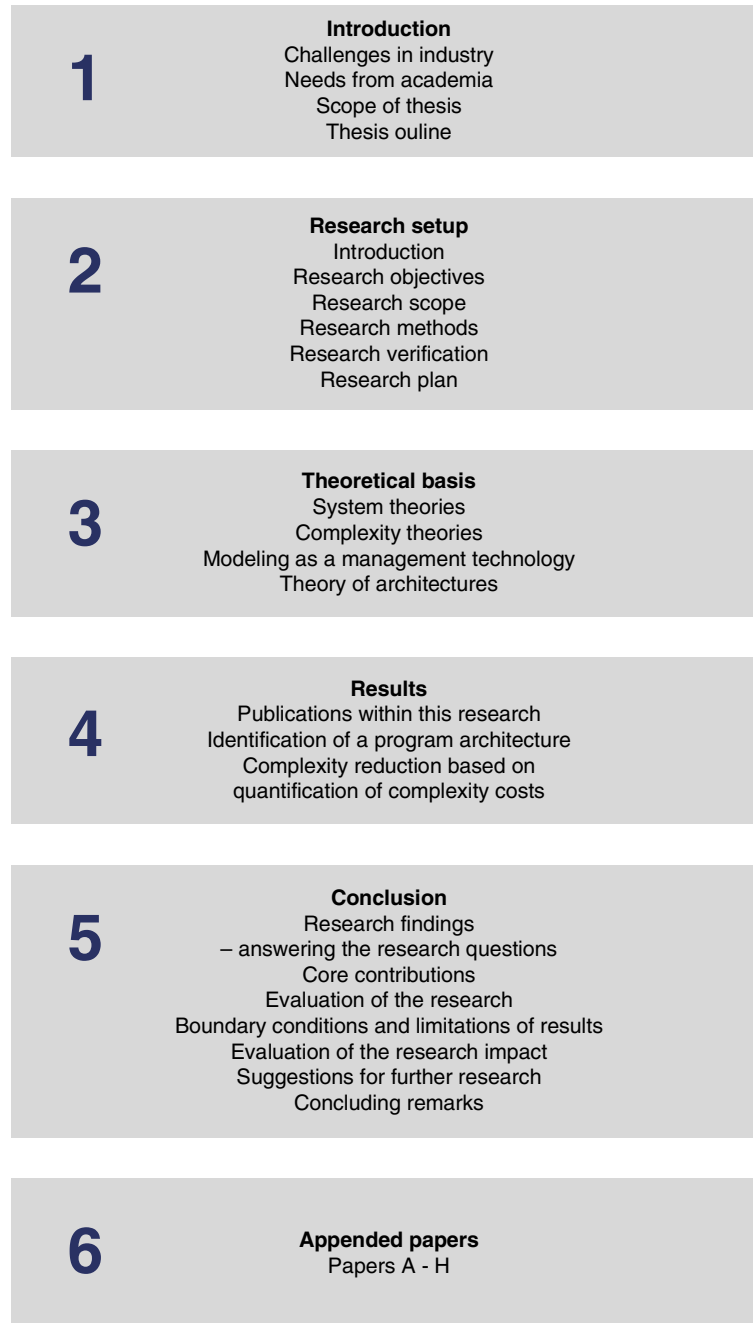 1
Introduction
Challenges in industry
Needs from academia
Scope of thesis
Thesis ouline
2
Research setup
Introduction
Research objectives
Research scope
Research methods
Research verification
Research plan
3
Theoretical basis
System theories
Complexity theories
Modeling as a management technology
Theory of architectures
4
Results
Publications within this research
Identification of a program architecture
Complexity reduction based on
quantification of complexity costs
5
Conclusion
Research findings
– answering the research questions
Core contributions
Evaluation of the research
Boundary conditions and limitations of results
Evaluation of the research impact
Suggestions for further research
Concluding remarks
6
Appended papers
Papers A - H